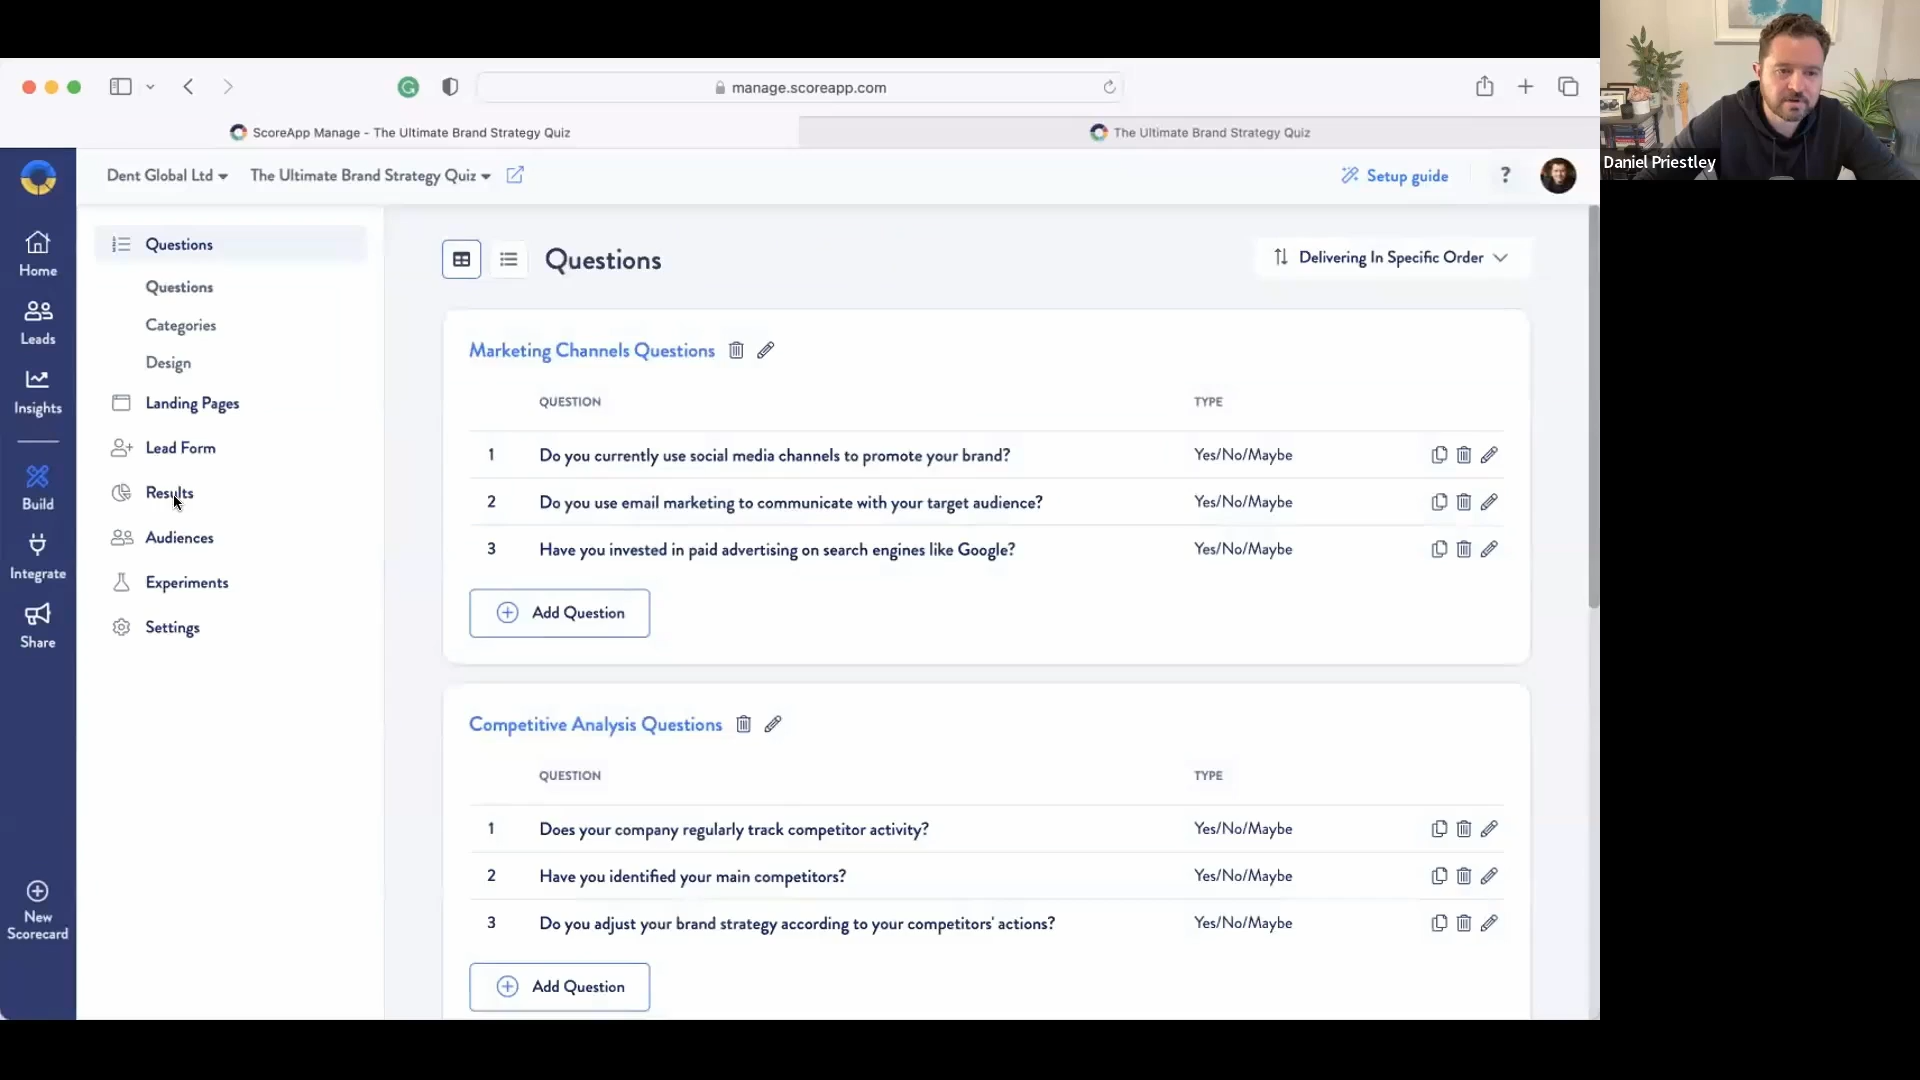 manage.scoreapp.com
ScoreApp Manage - The Ultimate Brand Strategy Quiz
The Ultimate Brand Strategy Quiz
Daniel Priestley
Dent Global Ltd
The Ultimate Brand Strategy Quiz
Setup guide
?
Home
Leads
Insights
Build
Integrate
Share
New
Scorecard
Questions
Questions
Categories
Design
Landing Pages
Lead Form
Results
Audiences
Experiments
Settings
Questions
Delivering In Specific Order
Marketing Channels Questions
QUESTION TYPE
1 Do you currently use social media channels to promote your brand? Yes/No/Maybe
2 Do you use email marketing to communicate with your target audience? Yes/No/Maybe
3 Have you invested in paid advertising on search engines like Google? Yes/No/Maybe
Add Question
Competitive Analysis Questions
QUESTION TYPE
1 Does your company regularly track competitor activity? Yes/No/Maybe
2 Have you identified your main competitors? Yes/No/Maybe
3 Do you adjust your brand strategy according to your competitors' actions? Yes/No/Maybe
Add Question